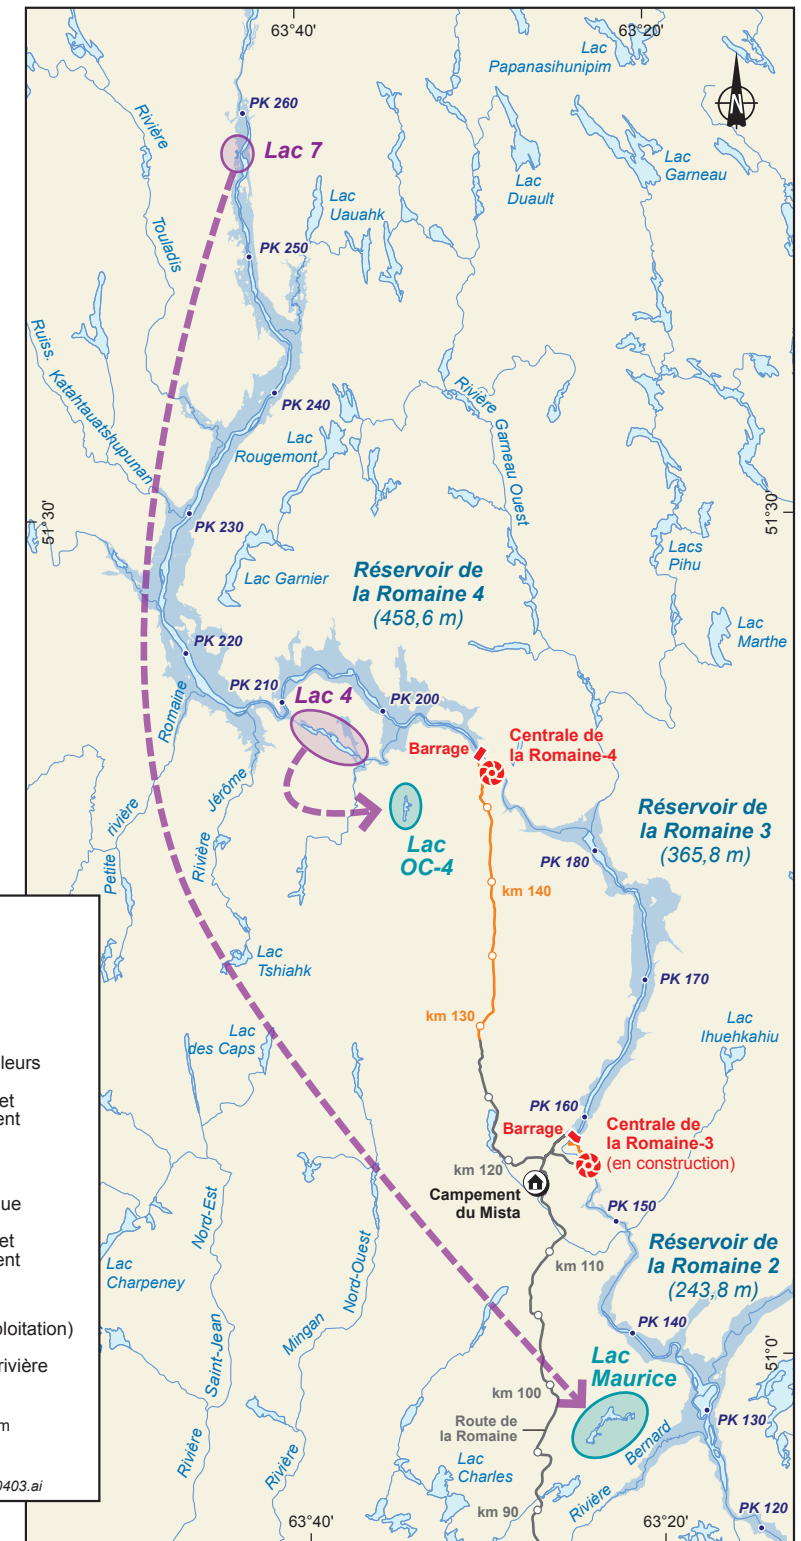 63°40'
63°20'
Lac
Papanasihunipim
PK 260
Rivière
Touladis
Lac 7
N
Lac
Garneau
Lac
Duault
Lac
Uauahk
PK 250
Ruiss.
Katahtauatshupunan
PK 240
Rivière Garneau Ouest
Lac
Rougemont
51°30'
51°30'
PK 230
Lac Garnier
Lacs
Pihu
Réservoir de
la Romaine 4
(458,6 m)
Lac
Marthe
PK 220
PK 210
Lac 4
PK 200
Romaine
Barrage
Centrale de
la Romaine-4
Jérôme
rivière
Petite
Rivière
Lac
OC-4
Réservoir de
la Romaine 3
(365,8 m)
PK 180
km 140
Lac
Tshiahk
PK 170
km 130
Lac
Ihuehkahiu
Lac
des Caps
leurs
et
ent
PK 160
Barrage
Centrale de
la Romaine-3
(en construction)
km 120
Campement
du Mista
PK 150
que
et
ent
Nord-Est
Nord-Ouest
Lac
Charpeney
km 110
Réservoir de
la Romaine 2
(243,8 m)
ploitation)
rivière
Mingan
Saint-Jean
PK 140
51°0'
Lac
Maurice
km 100
Route de
la Romaine
PK 130
m
Rivière
Rivière
Lac
Charles
Bernard
Rivière
0403.ai
km 90
PK 120
63°40'
63°20'